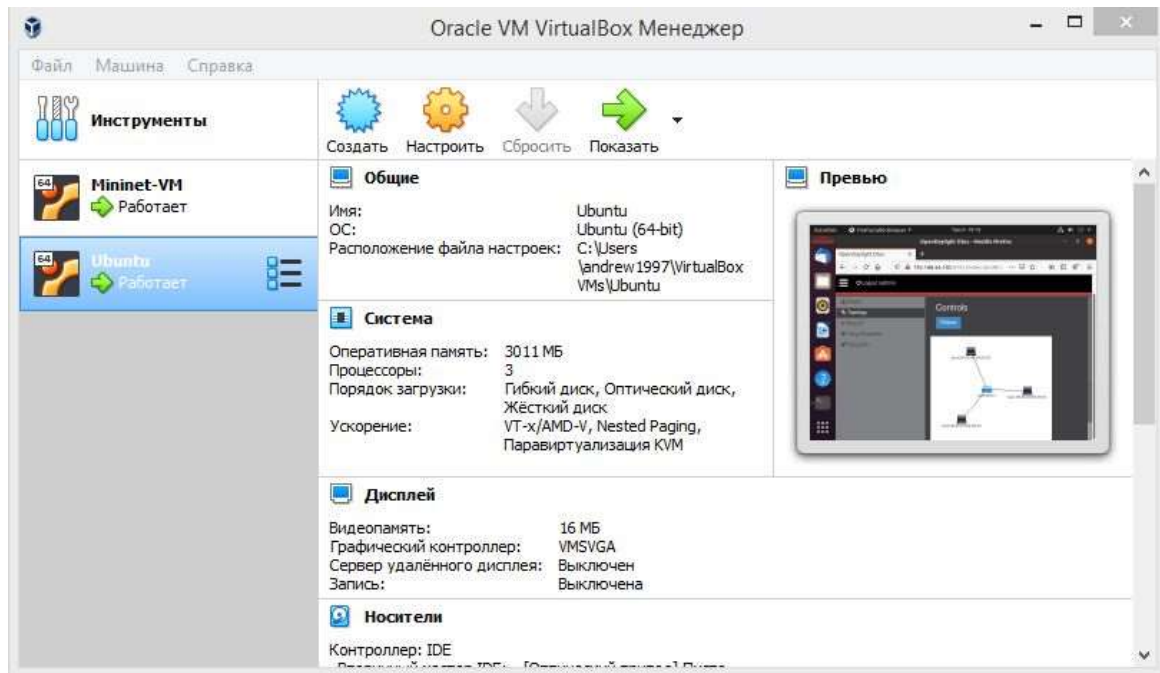 Oracle VM VirtualBox Менеджер
Файл Машина Справка
Инструменты
Создать Настроить Сбросить Показать
64 Mininet-VM
Работает
64 Ubuntu
Работает
Общие
Имя: Ubuntu
ОС: Ubuntu (64-bit)
Расположение файла настроек: C:\Users
\andrew1997\VirtualBox
VMs\Ubuntu
Превью
Controls
Система
Оперативная память: 3011 МБ
Процессоры: 3
Порядок загрузки: Гибкий диск, Оптический диск,
Жёсткий диск
Ускорение: VT-x/AMD-V, Nested Paging,
Паравиртуализация KVM
Дисплей
Видеопамять: 16 МБ
Графический контроллер: VMSVGA
Сервер удалённого дисплея: Выключен
Запись: Выключена
Носители
Контроллер: IDE